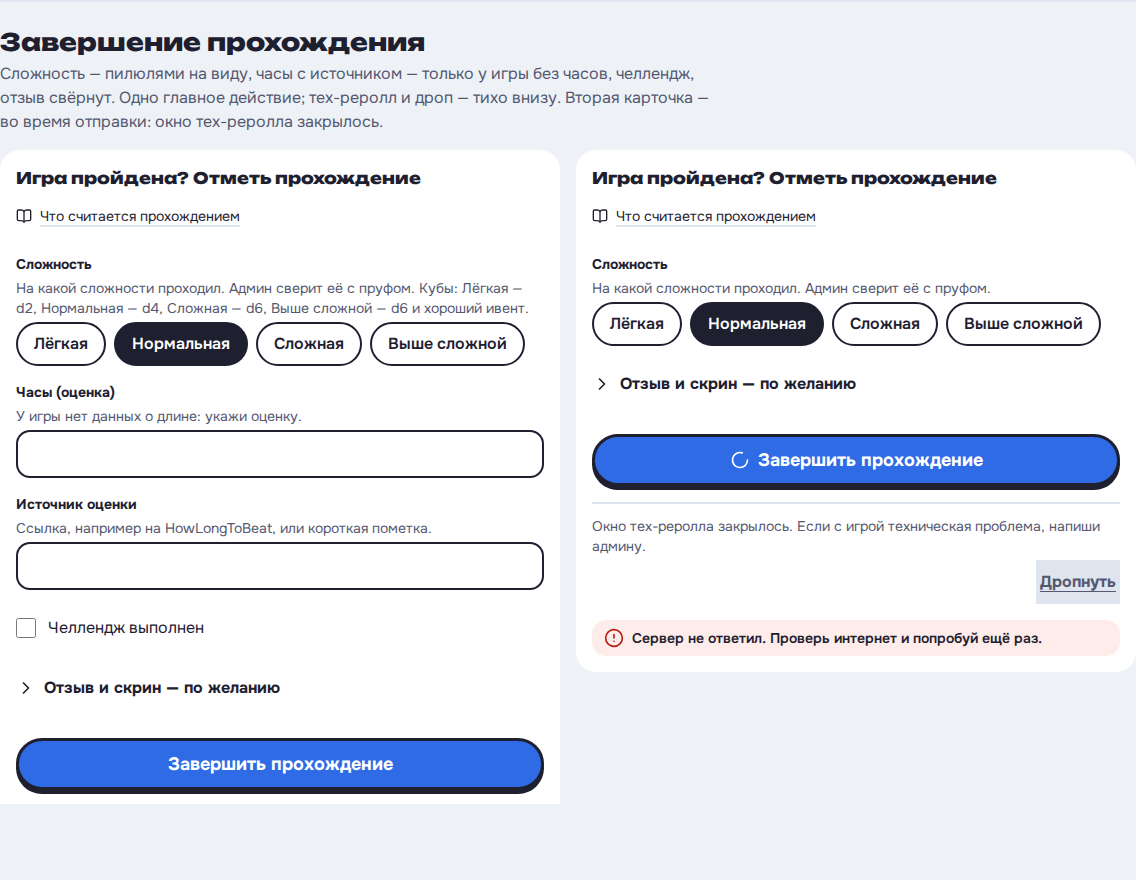 Завершение прохождения
Сложность — пилюлями на виду, часы с источником — только у игры без часов, челлендж,
отзыв свёрнут. Одно главное действие; тех-реролл и дроп — тихо внизу. Вторая карточка —
во время отправки: окно тех-реролла закрылось.
Игра пройдена? Отметь прохождение
Что считается прохождением
Сложность
На какой сложности проходил. Админ сверит её с пруфом. Кубы: Лёгкая —
d2, Нормальная — d4, Сложная — d6, Выше сложной — d6 и хороший ивент.
Лёгкая
Нормальная
Сложная
Выше сложной
Часы (оценка)
У игры нет данных о длине: укажи оценку.
Источник оценки
Ссылка, например на HowLongToBeat, или короткая пометка.
Челлендж выполнен
Отзыв и скрин — по желанию
Завершить прохождение
Игра пройдена? Отметь прохождение
Что считается прохождением
Сложность
На какой сложности проходил. Админ сверит её с пруфом.
Лёгкая
Нормальная
Сложная
Выше сложной
Отзыв и скрин — по желанию
Завершить прохождение
Окно тех-реролла закрылось. Если с игрой техническая проблема, напиши
админу.
Дропнуть
Сервер не ответил. Проверь интернет и попробуй ещё раз.